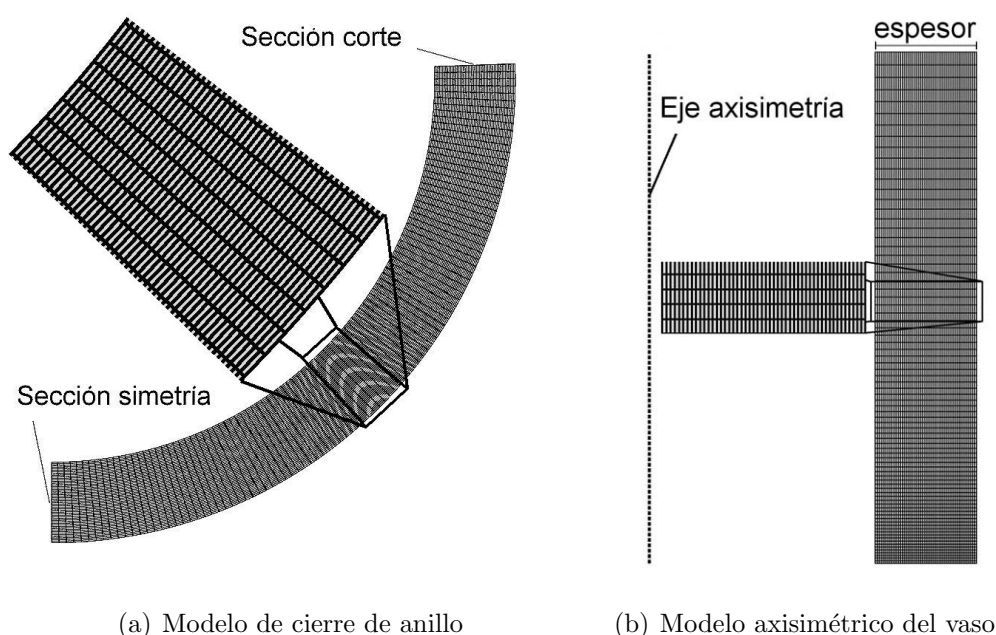 Sección corte
espesor
Eje axisimetría
Sección simetría
(a) Modelo de cierre de anillo
(b) Modelo axisimétrico del vaso